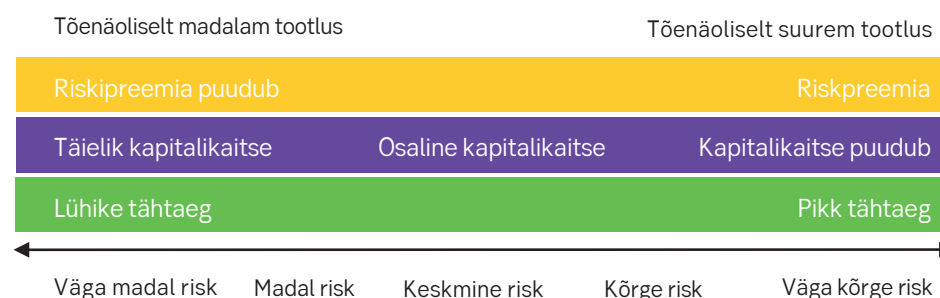 Tõenäoliselt madalam tootlus Tõenäoliselt suurem tootlus
Riskipreemia puudub Riskpreemia
Täielik kapitalikaitse Osaline kapitalikaitse Kapitalikaitse puudub
Lühike tähtaeg Pikk tähtaeg
Väga madal risk Madal risk Keskmine risk Kõrge risk Väga kõrge risk